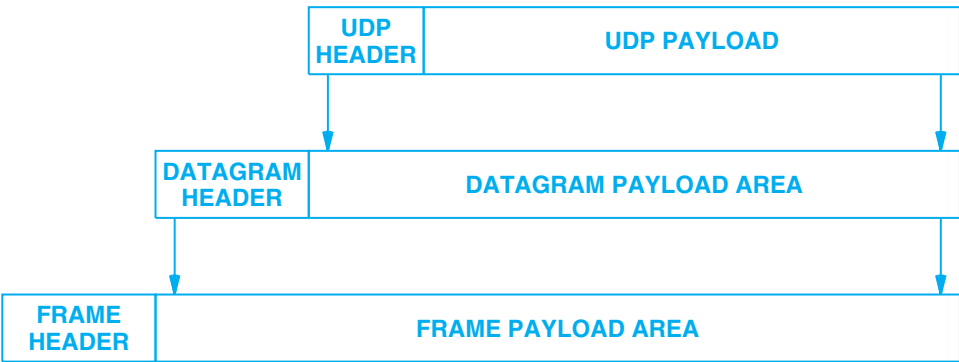 UDP
HEADER
UDP PAYLOAD
DATAGRAM
HEADER
DATAGRAM PAYLOAD AREA
FRAME
HEADER
FRAME PAYLOAD AREA